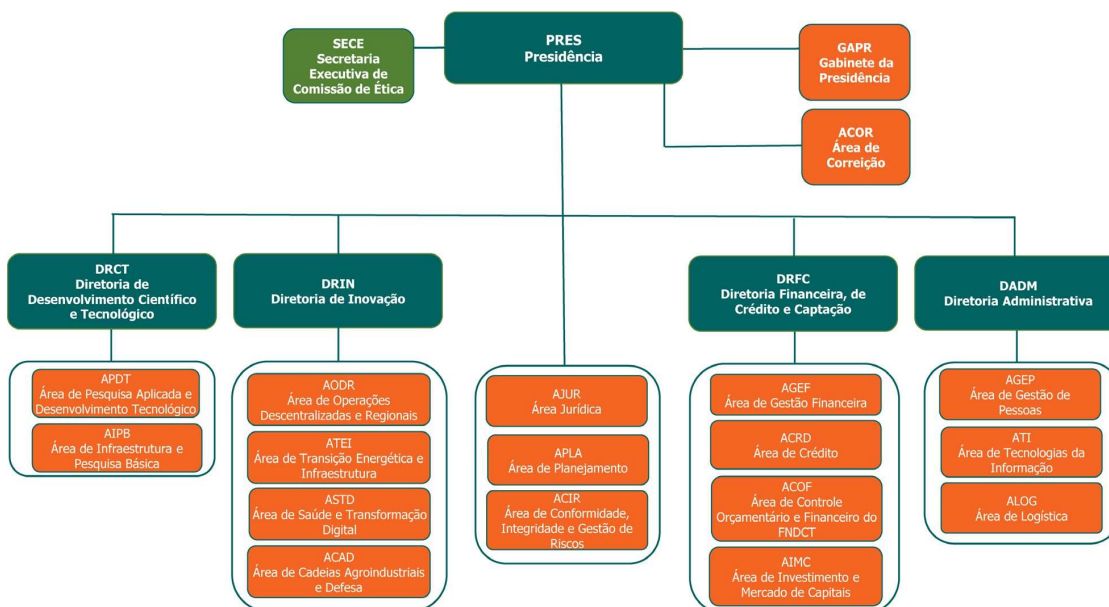 SECE
Secretaria
Executiva de
Comissão de Ética
PRES
Presidência
GAPR
Gabinete da
Presidência
ACOR
Área de
Correição
DRCT
Diretoria de
Desenvolvimento Científico
e Tecnológico
DRIN
Diretoria de Inovação
DRFC
Diretoria Financeira, de
Crédito e Captação
DADM
Diretoria Administrativa
APDT
Área de Pesquisa Aplicada e
Desenvolvimento Tecnológico
AIPB
Área de Infraestrutura e
Pesquisa Básica
AODR
Área de Operações
Descentralizadas e Regionais
ATEI
Área de Transição Energética e
Infraestrutura
ASTD
Área de Saúde e Transformação
Digital
ACAD
Área de Cadeias Agroindustriais
e Defesa
AJUR
Área Jurídica
APLA
Área de Planejamento
ACIR
Área de Conformidade,
Integridade e Gestão de
Riscos
AGEF
Área de Gestão Financeira
ACRD
Área de Crédito
ACOF
Área de Controle
Orçamentário e Financeiro do
FNDCT
AIMC
Área de Investimento e
Mercado de Capitais
AGEP
Área de Gestão de
Pessoas
ATI
Área de Tecnologias da
Informação
ALOG
Área de Logística